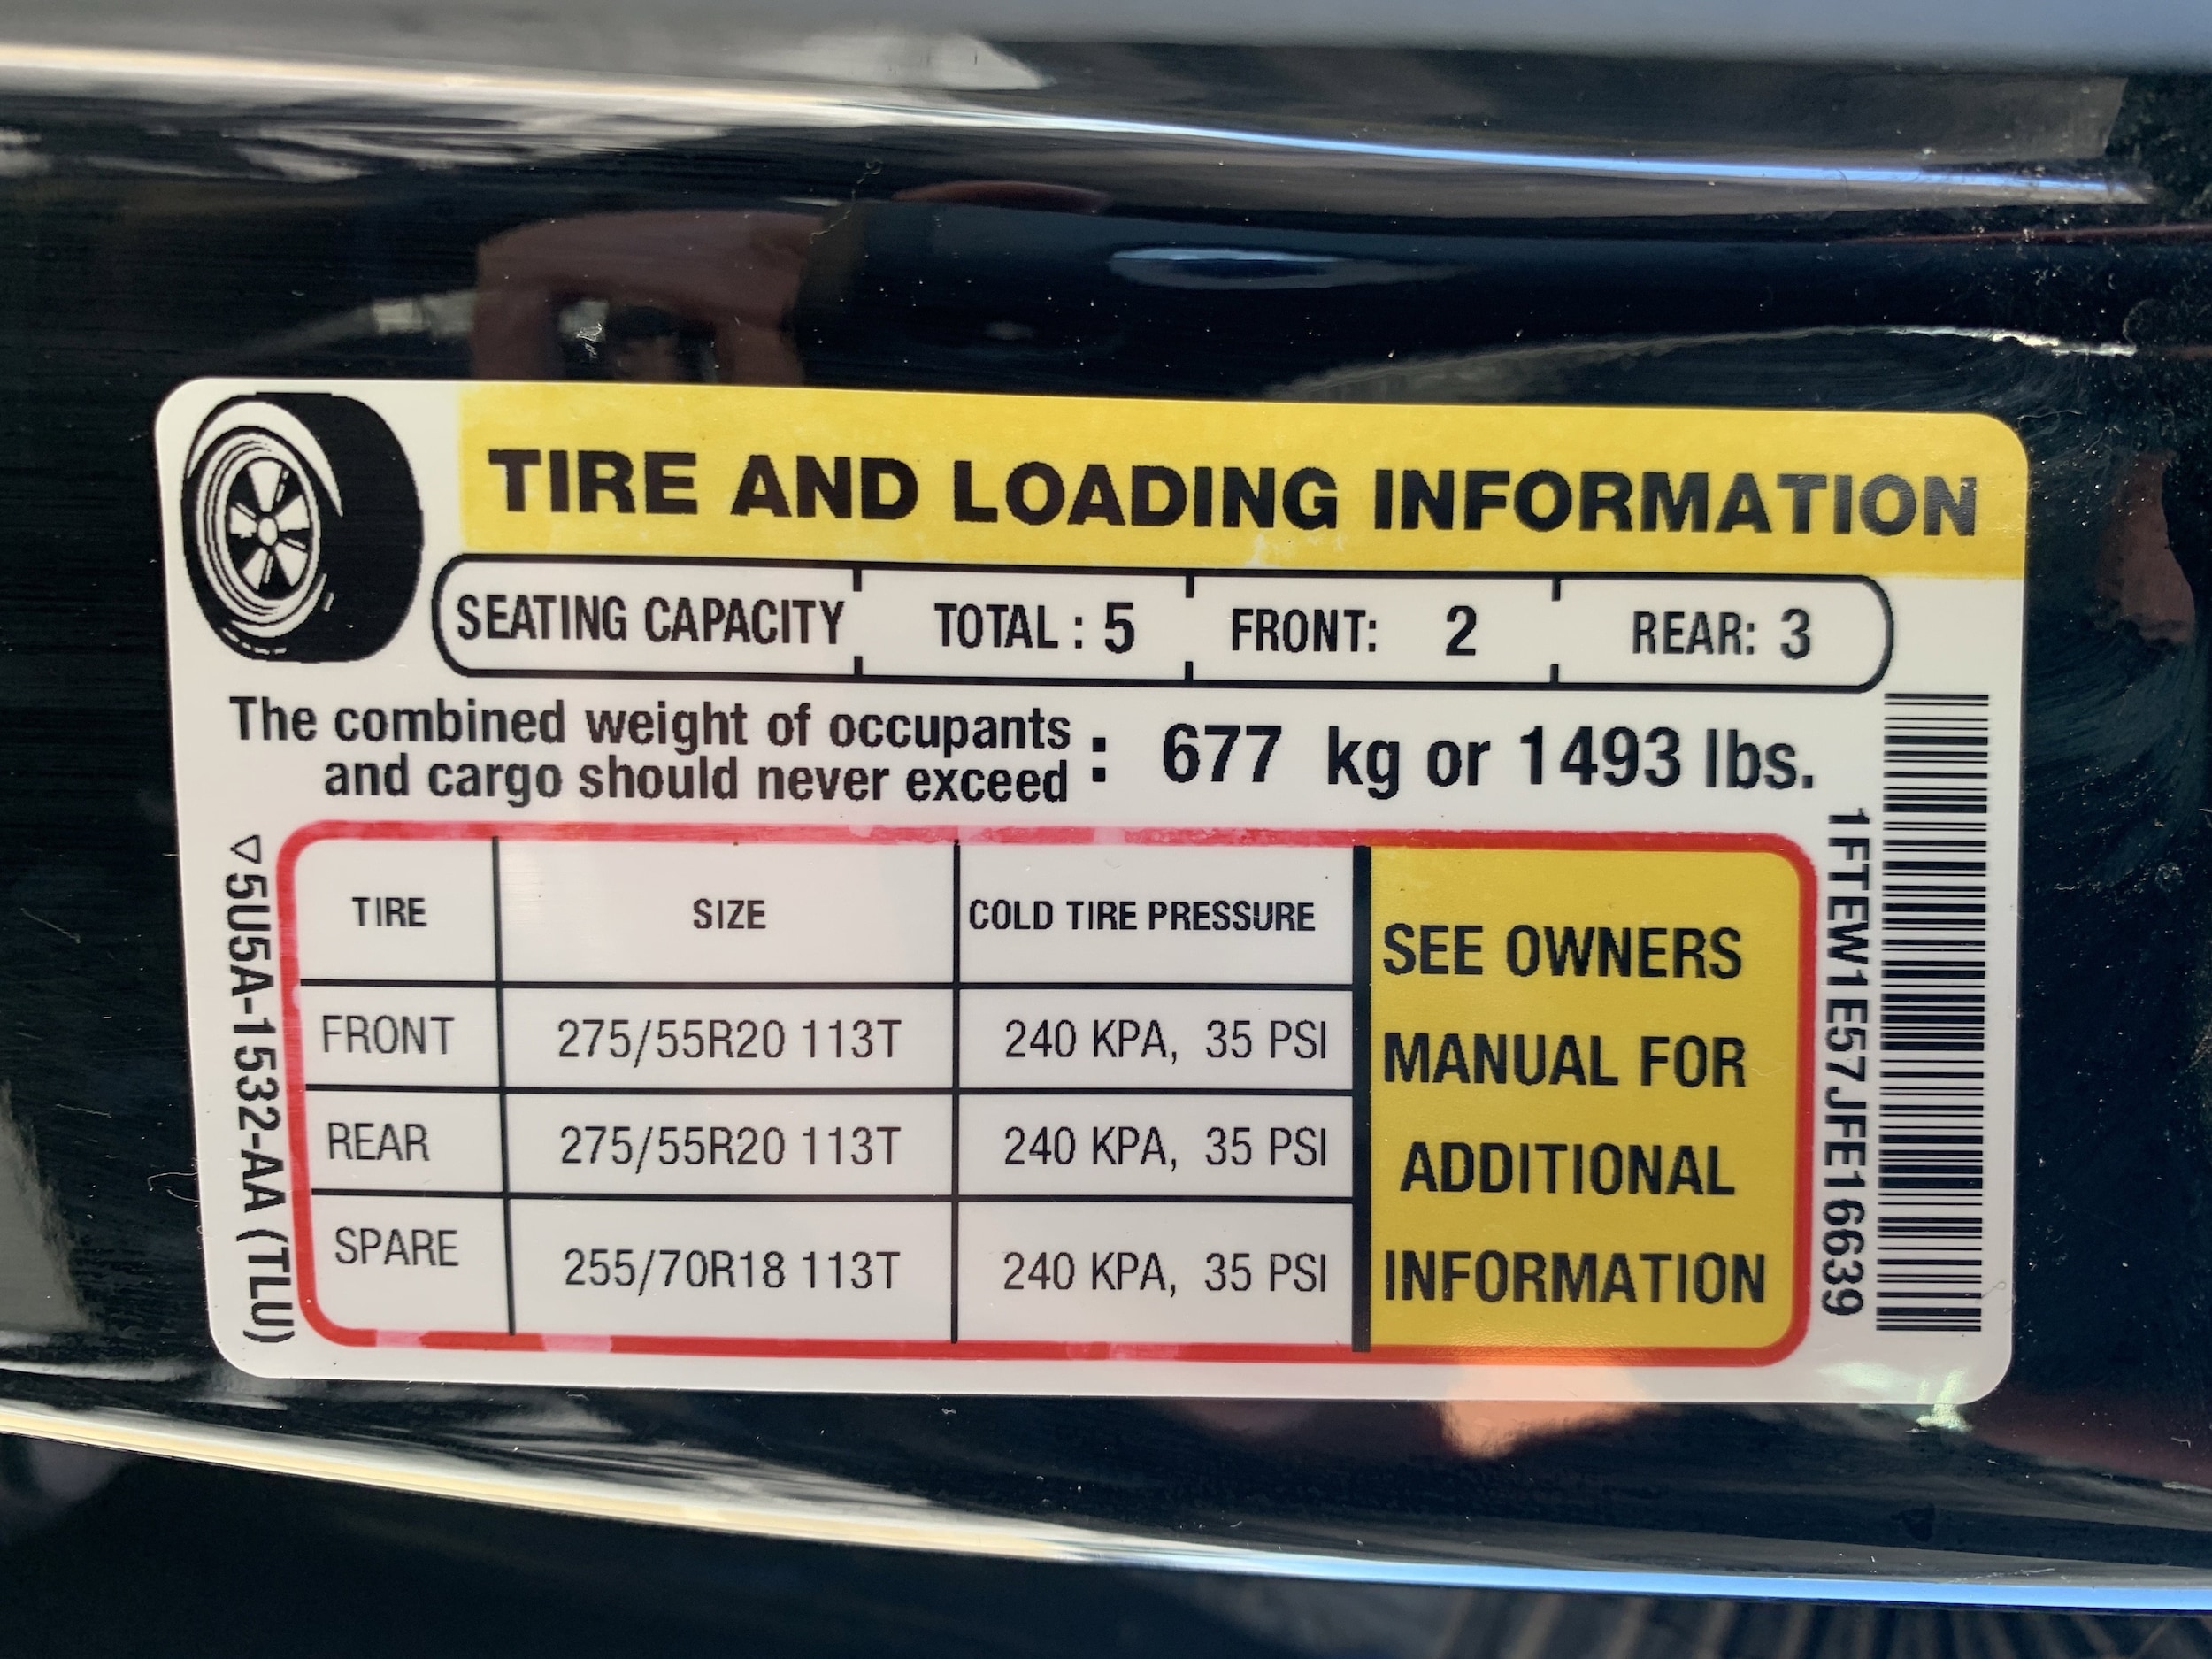 TIRE AND LOADING INFORMATION
SEATING CAPACITY TOTAL : 5 FRONT: 2 REAR: 3
The combined weight of occupants
and cargo should never exceed : 677 kg or 1493 lbs.
TIRE SIZE COLD TIRE PRESSURE
FRONT 275/55R20 113T 240 KPA, 35 PSI
REAR 275/55R20 113T 240 KPA, 35 PSI
SPARE 255/70R18 113T 240 KPA, 35 PSI
SEE OWNERS
MANUAL FOR
ADDITIONAL
INFORMATION
5U5A-1532-AA (TLU)
1FTEW1E57JFE16639